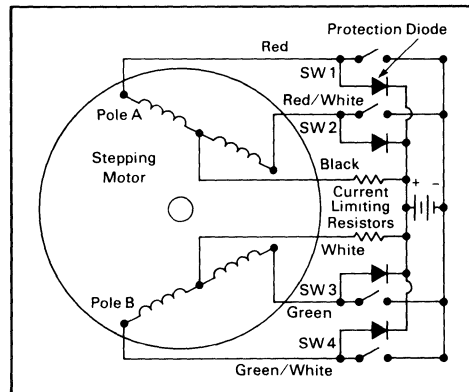 Protection Diode
Red
SW 1
Pole A
Red/White
SW 2
Stepping
Motor
Black
+ -
Current
Limiting
Resistors
White
Pole B
SW 3
Green
SW 4
Green/White